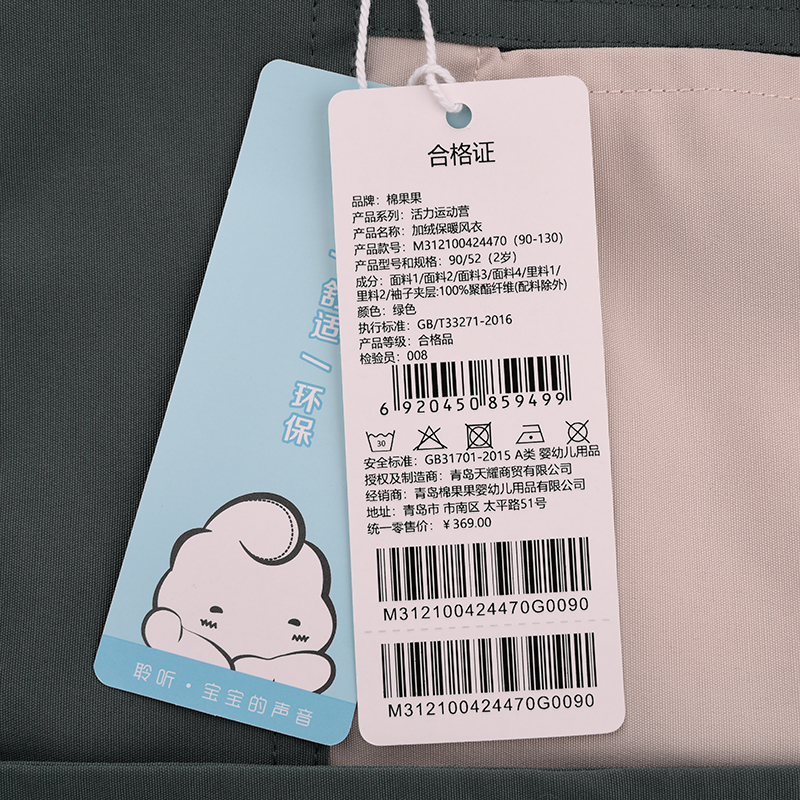 合格证
品牌：棉果果
产品系列：活力运动营
产品名称：加绒保暖风衣
产品款号：M312100424470（90-130）
产品型号和规格：90/52（2岁）
成分：面料1/面料2/面料3/面料4/里料1/
里料2/袖子夹层:100%聚酯纤维(配料除外)
颜色：绿色
执行标准：GB/T33271-2016
产品等级：合格品
检验员：008
6 920450 859499
30
安全标准：GB31701-2015 A类 婴幼儿用品
授权及制造商：青岛天耀商贸有限公司
经销商：青岛棉果果婴幼儿用品有限公司
地址：青岛市 市南区 太平路51号
统一零售价：￥369.00
M312100424470G0090
M312100424470G0090
舒适一环保
聆听·宝宝的声音